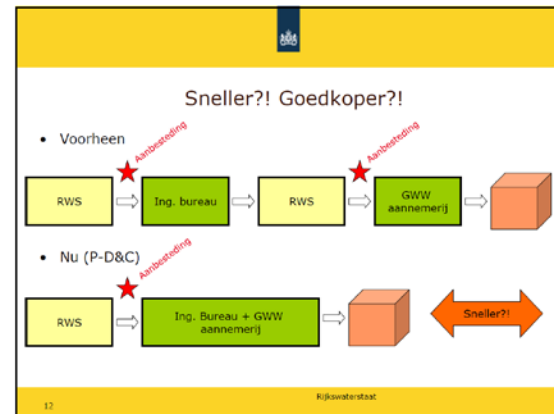 Sneller?! Goedkoper?!
• Voorheen
Aanbesteding
Aanbesteding
RWS
Ing. bureau
RWS
GWW
aannemerij
• Nu (P-D&C)
Aanbesteding
RWS
Ing. Bureau + GWW
aannemerij
Sneller?!
12
Rijkswaterstaat